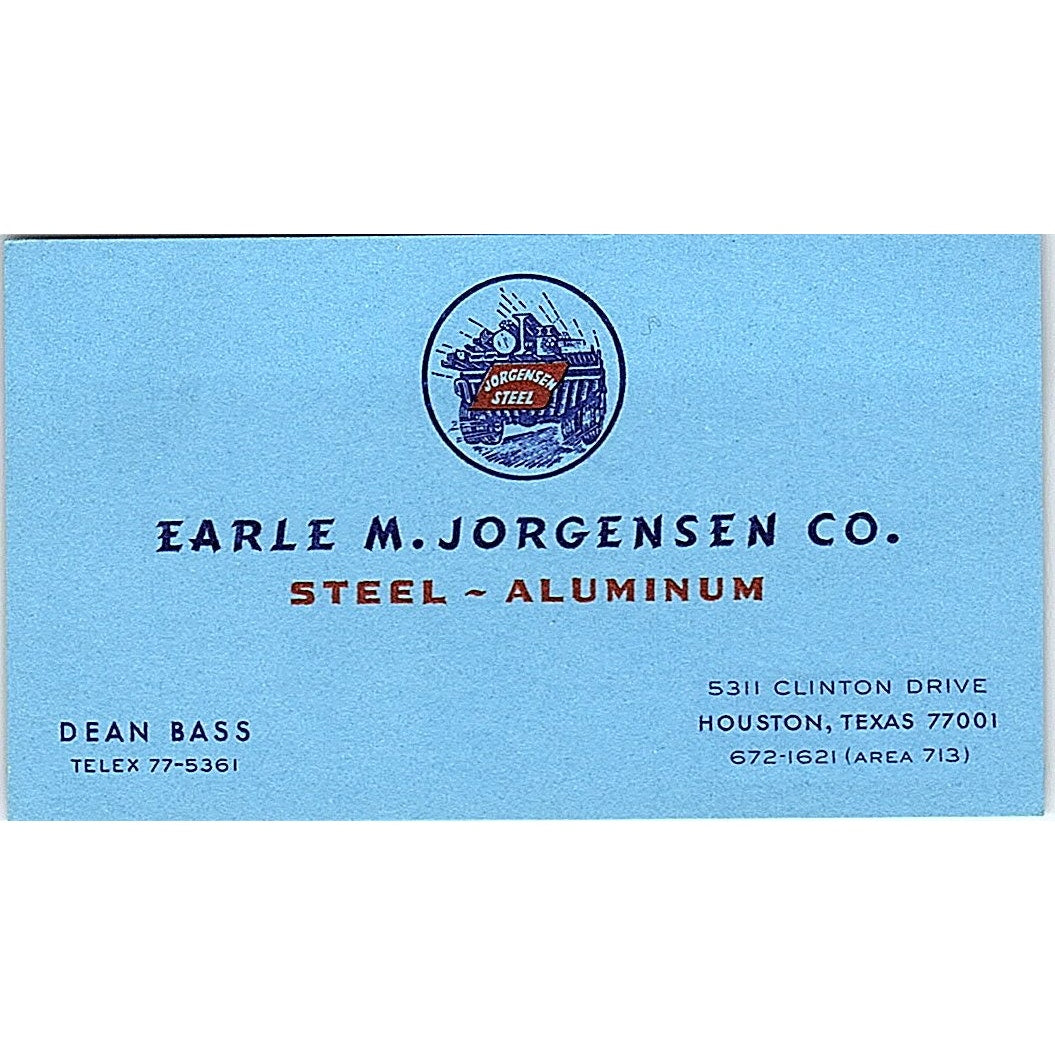 JORGENSEN
STEEL
EARLE M. JORGENSEN CO.
STEEL ~ ALUMINUM
DEAN BASS
TELEX 77-5361
5311 CLINTON DRIVE
HOUSTON, TEXAS 77001
672-1621 (AREA 713)